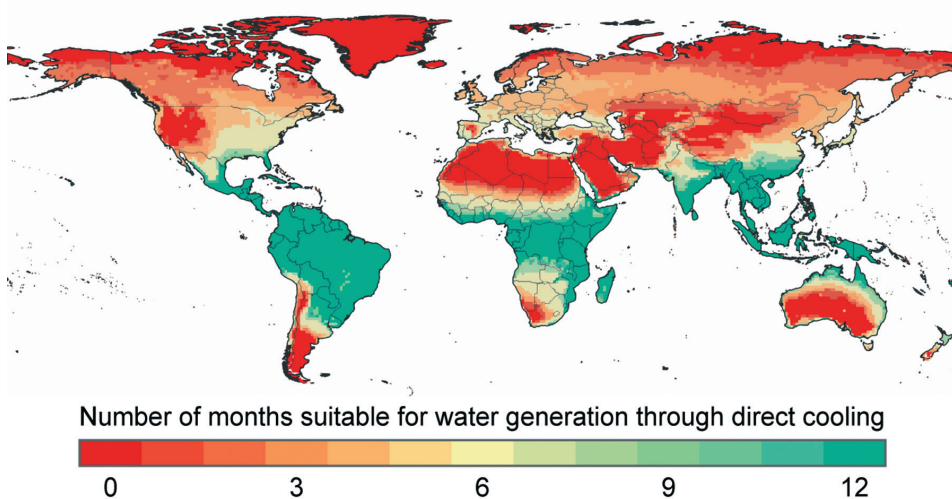 Number of months suitable for water generation through direct cooling
0 3 6 9 12